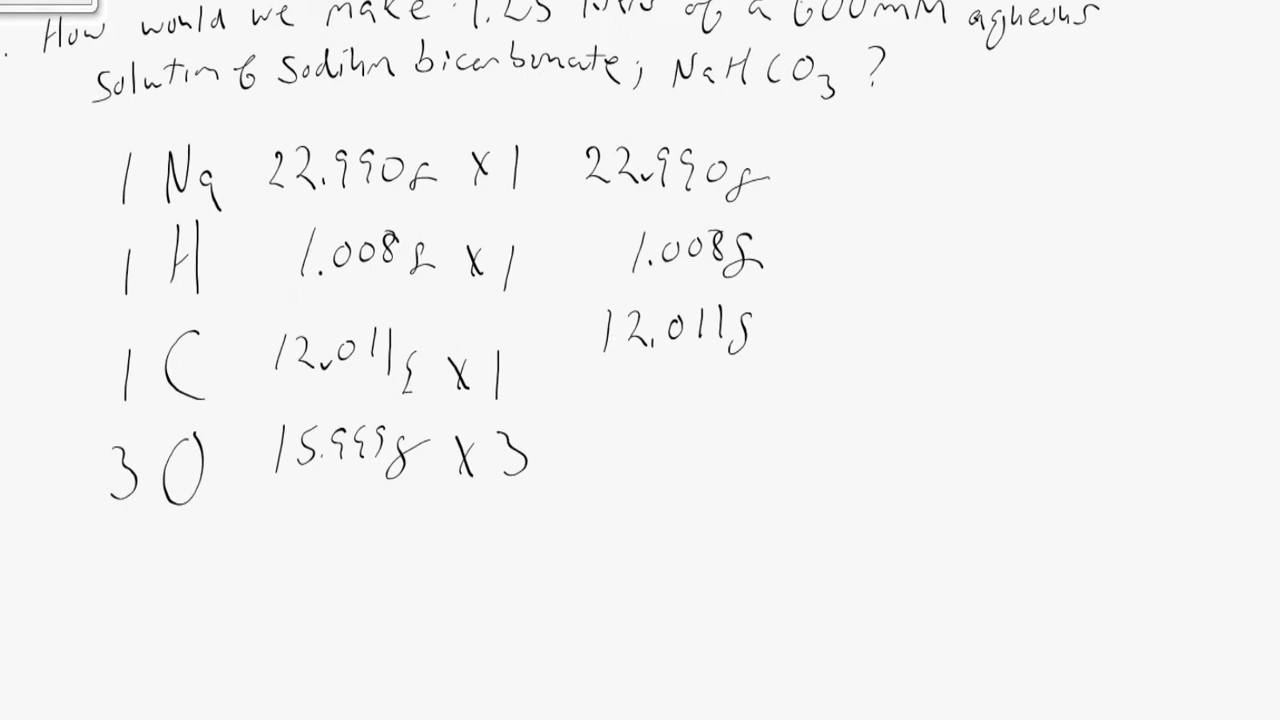 . How would we make 1.25 of a 600mM aqueous
solution of sodium bicarbonate; NaHCO3 ?
1 Na 22.990g x 1 22.990g
1 H 1.008g x 1 1.008g
1 C 12.011g x 1 12.011g
3 O 15.999g x 3